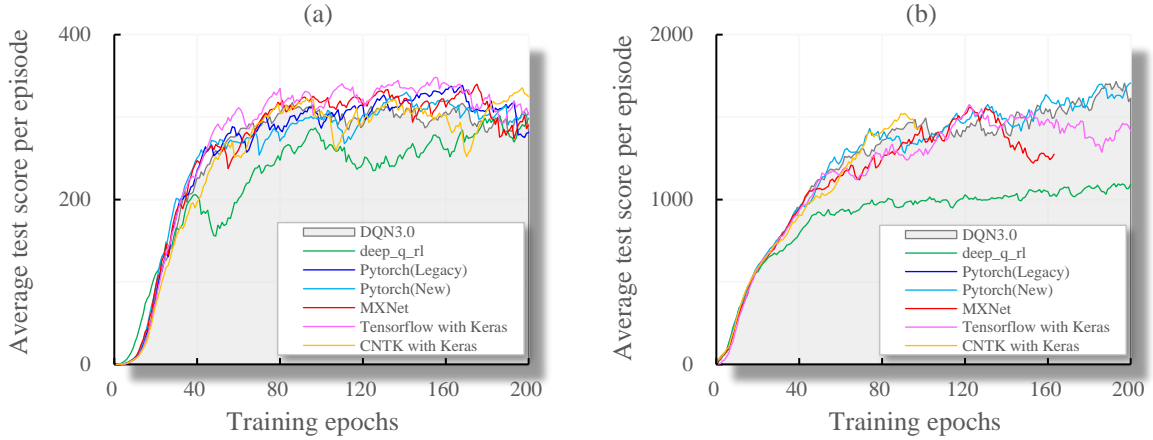 (a)
Average test score per episode
400
200
0
0
40
80
120
160
200
Training epochs
DQN3.0
deep_q_rl
Pytorch(Legacy)
Pytorch(New)
MXNet
Tensorflow with Keras
CNTK with Keras
(b)
Average test score per episode
2000
1000
0
0
40
80
120
160
200
Training epochs
DQN3.0
deep_q_rl
Pytorch(Legacy)
Pytorch(New)
MXNet
Tensorflow with Keras
CNTK with Keras